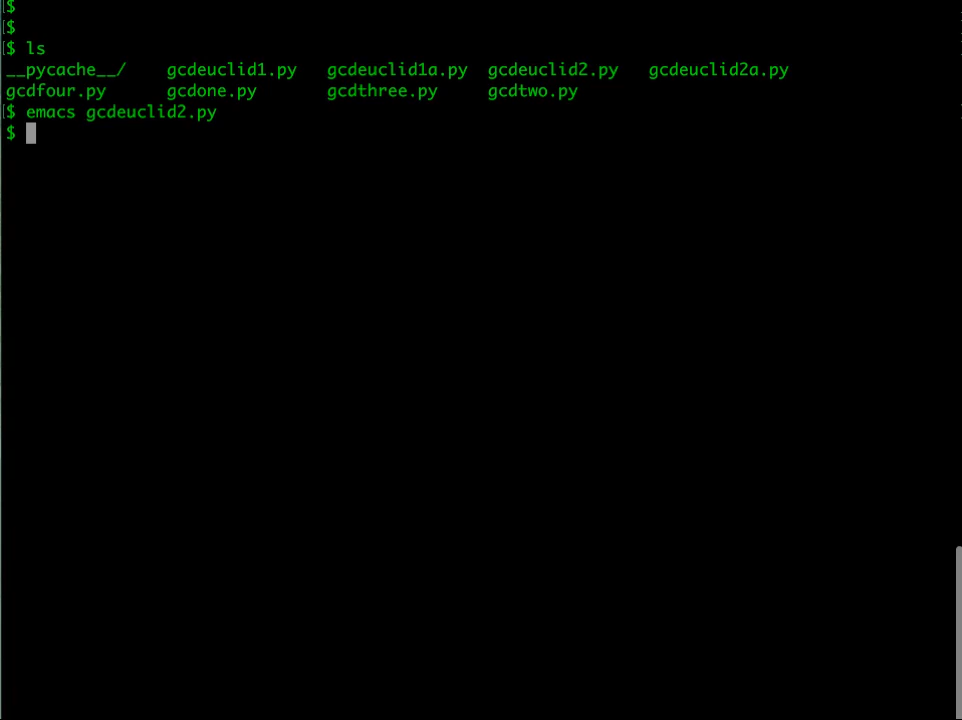 [$
[$
[$ ls
__pycache__/ gcdeuclid1.py gcdeuclid1a.py gcdeuclid2.py gcdeuclid2a.py
gcdfour.py gcdone.py gcdthree.py gcdtwo.py
[$ emacs gcdeuclid2.py
$